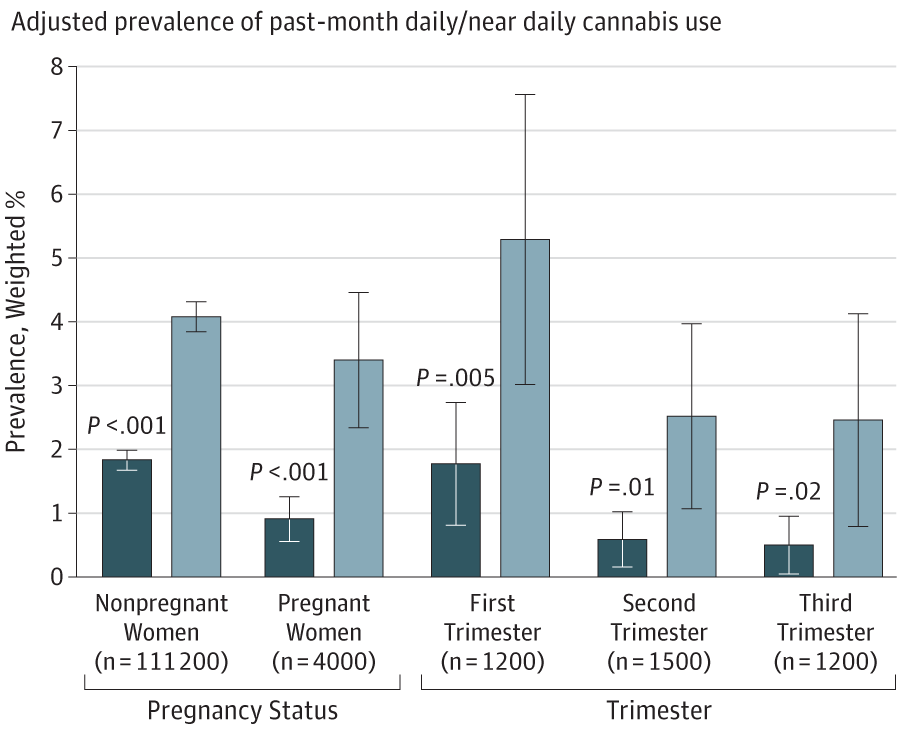 Adjusted prevalence of past-month daily/near daily cannabis use
Prevalence, Weighted %
8
7
6
5
4
3
2
1
0
P <.001
P <.001
P =.005
P =.01
P =.02
Nonpregnant
Women
(n=111200)
Pregnant
Women
(n=4000)
First
Trimester
(n=1200)
Second
Trimester
(n=1500)
Third
Trimester
(n=1200)
Pregnancy Status
Trimester